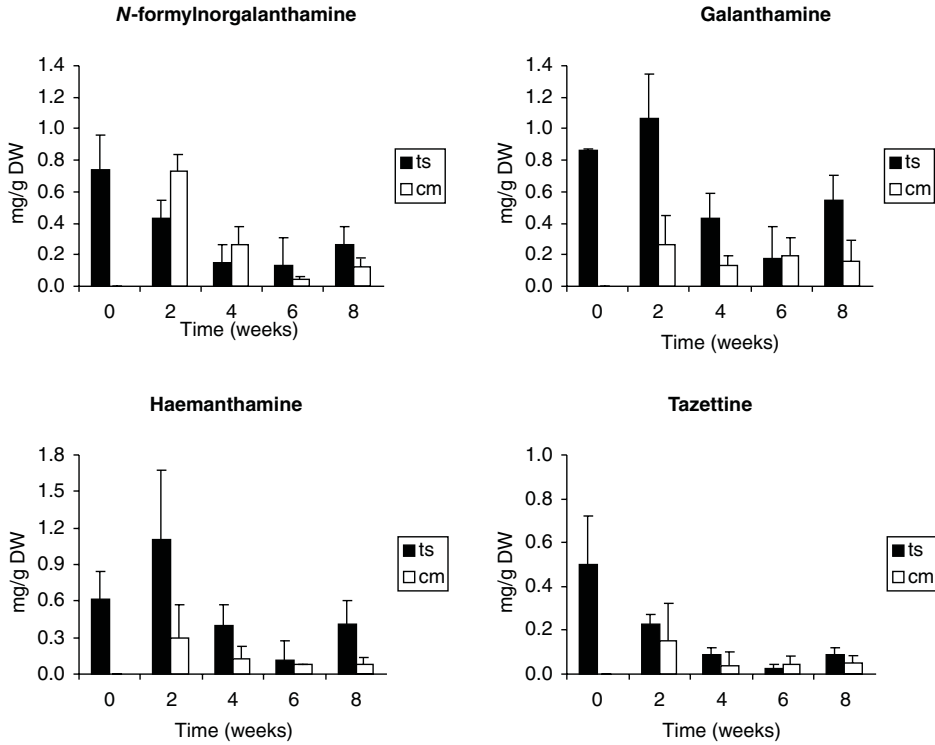 N-formylnorgalanthamine
1.4
1.2
1.0
0.8
0.6
0.4
0.2
0.0
mg/g DW
0 2 4 6 8
Time (weeks)
ts
cm
Galanthamine
1.4
1.2
1.0
0.8
0.6
0.4
0.2
0.0
mg/g DW
0 2 4 6 8
Time (weeks)
ts
cm
Haemanthamine
1.8
1.5
1.2
0.9
0.6
0.3
0.0
mg/g DW
0 2 4 6 8
Time (weeks)
ts
cm
Tazettine
1.0
0.8
0.6
0.4
0.2
0.0
mg/g DW
0 2 4 6 8
Time (weeks)
ts
cm